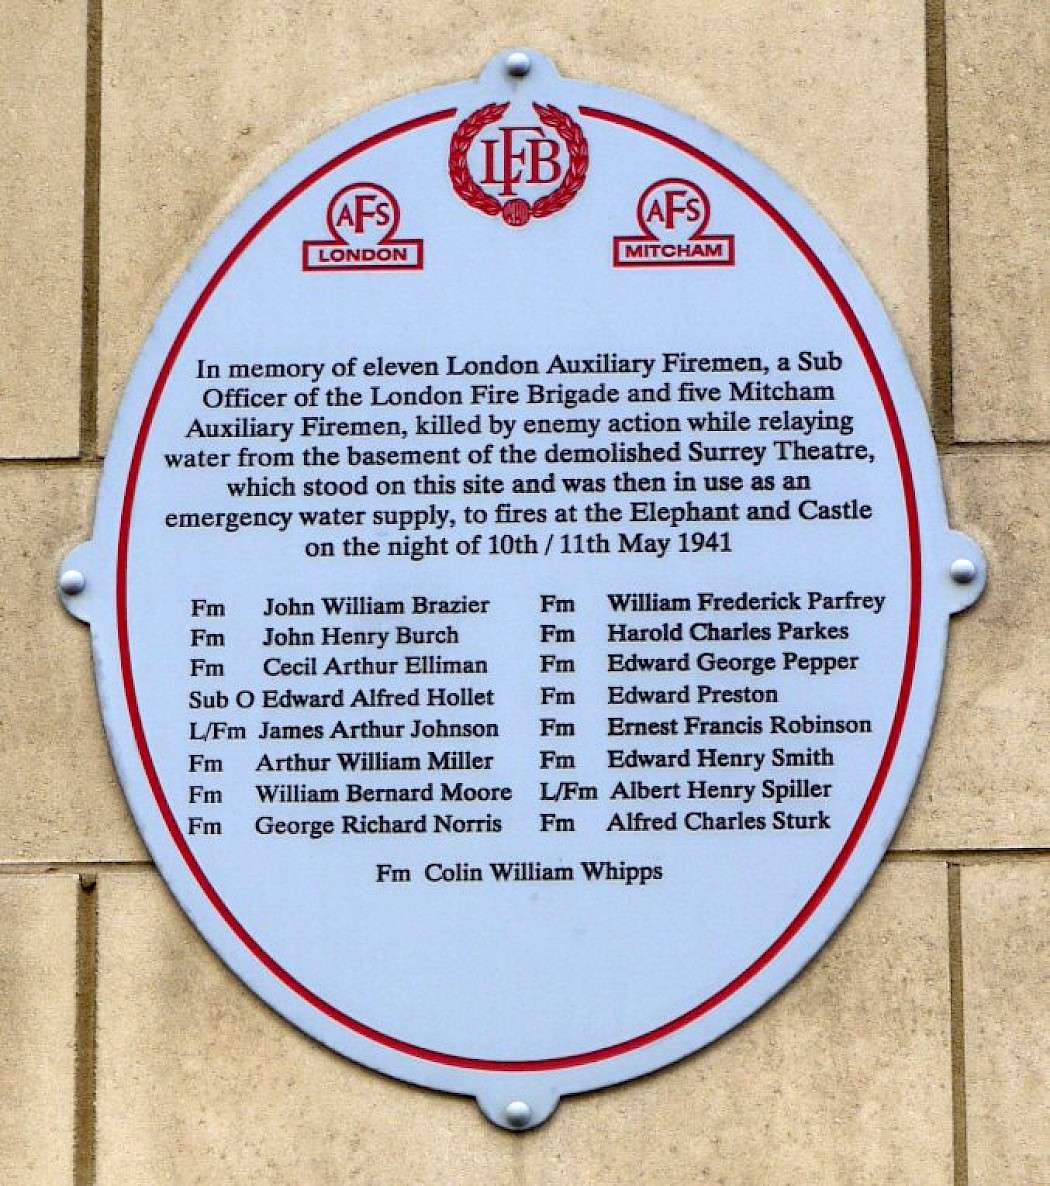 LFB
AFS
LONDON
AFS
MITCHAM
In memory of eleven London Auxiliary Firemen, a Sub
Officer of the London Fire Brigade and five Mitcham
Auxiliary Firemen, killed by enemy action while relaying
water from the basement of the demolished Surrey Theatre,
which stood on this site and was then in use as an
emergency water supply, to fires at the Elephant and Castle
on the night of 10th / 11th May 1941
Fm John William Brazier
Fm John Henry Burch
Fm Cecil Arthur Elliman
Sub O Edward Alfred Hollet
L/Fm James Arthur Johnson
Fm Arthur William Miller
Fm William Bernard Moore
Fm George Richard Norris
Fm William Frederick Parfrey
Fm Harold Charles Parkes
Fm Edward George Pepper
Fm Edward Preston
Fm Ernest Francis Robinson
Fm Edward Henry Smith
L/Fm Albert Henry Spiller
Fm Alfred Charles Sturk
Fm Colin William Whipps